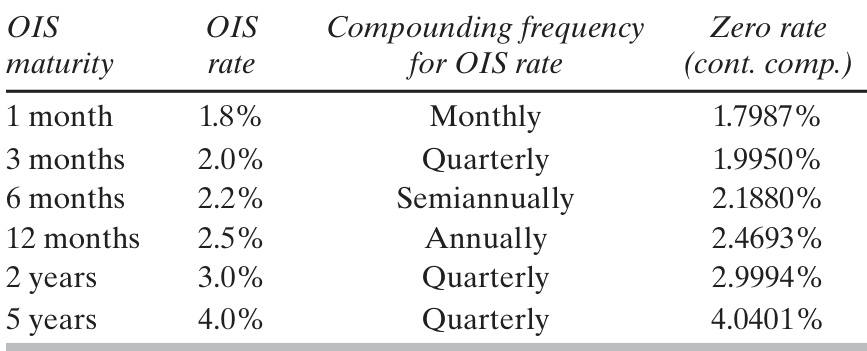 OIS OIS Compounding frequency Zero rate
maturity rate for OIS rate (cont. comp.)
1 month 1.8% Monthly 1.7987%
3 months 2.0% Quarterly 1.9950%
6 months 2.2% Semiannually 2.1880%
12 months 2.5% Annually 2.4693%
2 years 3.0% Quarterly 2.9994%
5 years 4.0% Quarterly 4.0401%